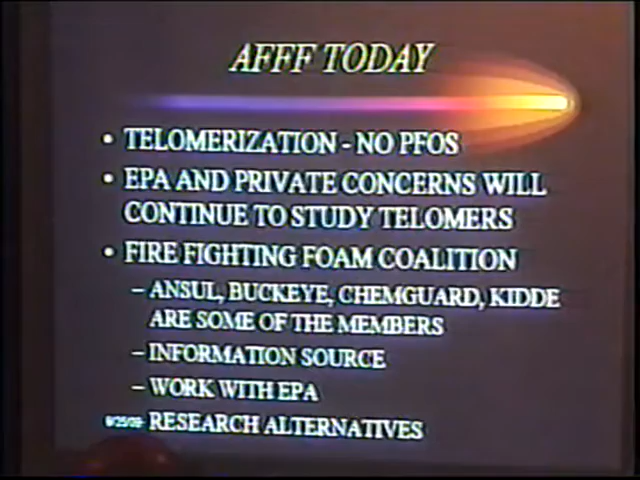 AFFF TODAY
• TELOMERIZATION - NO PFOS
• EPA AND PRIVATE CONCERNS WILL
CONTINUE TO STUDY TELOMERS
• FIRE FIGHTING FOAM COALITION
– ANSUL, BUCKEYE, CHEMGUARD, KIDDE
ARE SOME OF THE MEMBERS
– INFORMATION SOURCE
– WORK WITH EPA
– RESEARCH ALTERNATIVES